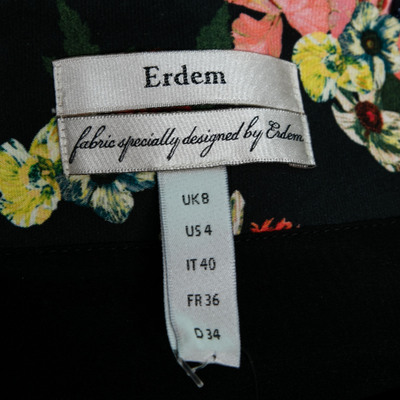 Erdem
fabric specially designed by Erdem
UK 8
US 4
IT 40
FR 36
D 34